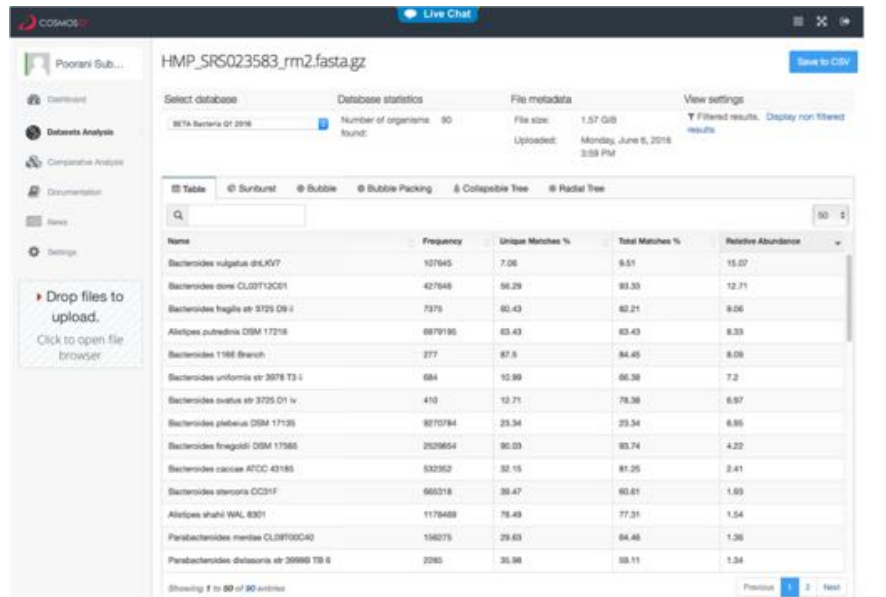 COSMOS
Live Chat
Poorani Sub...
HMP_SRS023583_rm2.fasta.gz
Save to CSV
Dashboard
Datasets Analysis
Comparative Analysis
Documentation
News
Settings
Drop files to
upload.
Click to open file
browser
Select database
Database statistics
File metadata
View settings
BETA Bacteria Q1 2016
Number of organisms 90
found:
File size: 1.57 GiB
Uploaded: Monday, June 6, 2016
3:59 PM
Filtered results. Display non filtered
results
Table Sunburst Bubble Bubble Packing Collapsible Tree Radial Tree
50
Name Frequency Unique Matches % Total Matches % Relative Abundance
Bacteroides vulgatus dnLKV7 107645 7.06 9.51 15.07
Bacteroides dorei CL03T12C01 427646 56.29 93.33 12.71
Bacteroides fragilis str 3725 D9 ii 7375 60.43 62.21 9.06
Alistipes putredinis DSM 17216 6979195 63.43 63.43 8.33
Bacteroides 1166 Branch 277 87.5 84.45 8.09
Bacteroides uniformis str 3978 T3 ii 684 10.99 66.38 7.2
Bacteroides ovatus str 3725 D1 iv 410 12.71 78.38 6.97
Bacteroides plebeius DSM 17135 9270784 23.34 23.34 6.95
Bacteroides finegoldii DSM 17565 2529654 90.03 93.74 4.22
Bacteroides caccae ATCC 43185 532352 32.15 81.25 2.41
Bacteroides stercoris CC31F 665318 39.47 60.61 1.93
Alistipes shahii WAL 8301 1178469 78.49 77.31 1.54
Parabacteroides merdae CL09T00C40 156275 29.63 64.46 1.36
Parabacteroides distasonis str 3999B T(B) 6 2285 35.98 59.11 1.34
Showing 1 to 50 of 90 entries
Previous 1 2 Next